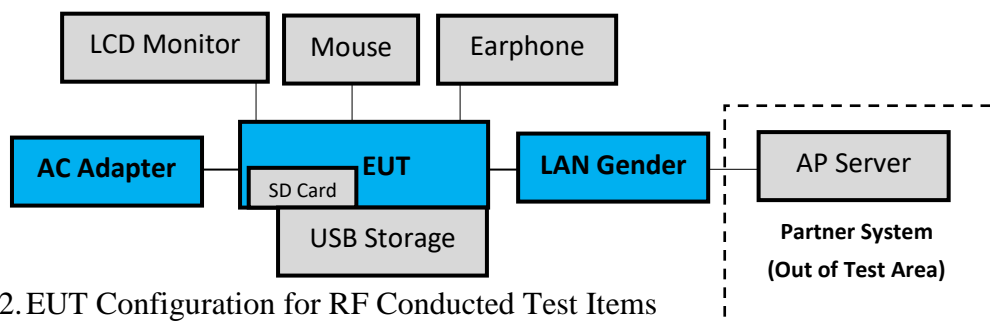 LCD Monitor
Mouse
Earphone
AC Adapter
EUT
LAN Gender
AP Server
SD Card
USB Storage
Partner System
(Out of Test Area)
2. EUT Configuration for RF Conducted Test Items